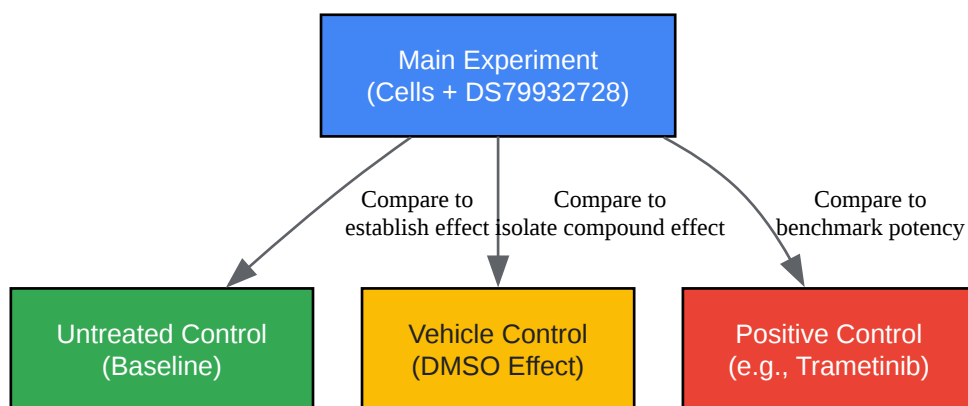 Main Experiment
(Cells + DS79932728)
Compare to
establish effect
Compare to
isolate compound effect
Compare to
benchmark potency
Untreated Control
(Baseline)
Vehicle Control
(DMSO Effect)
Positive Control
(e.g., Trametinib)